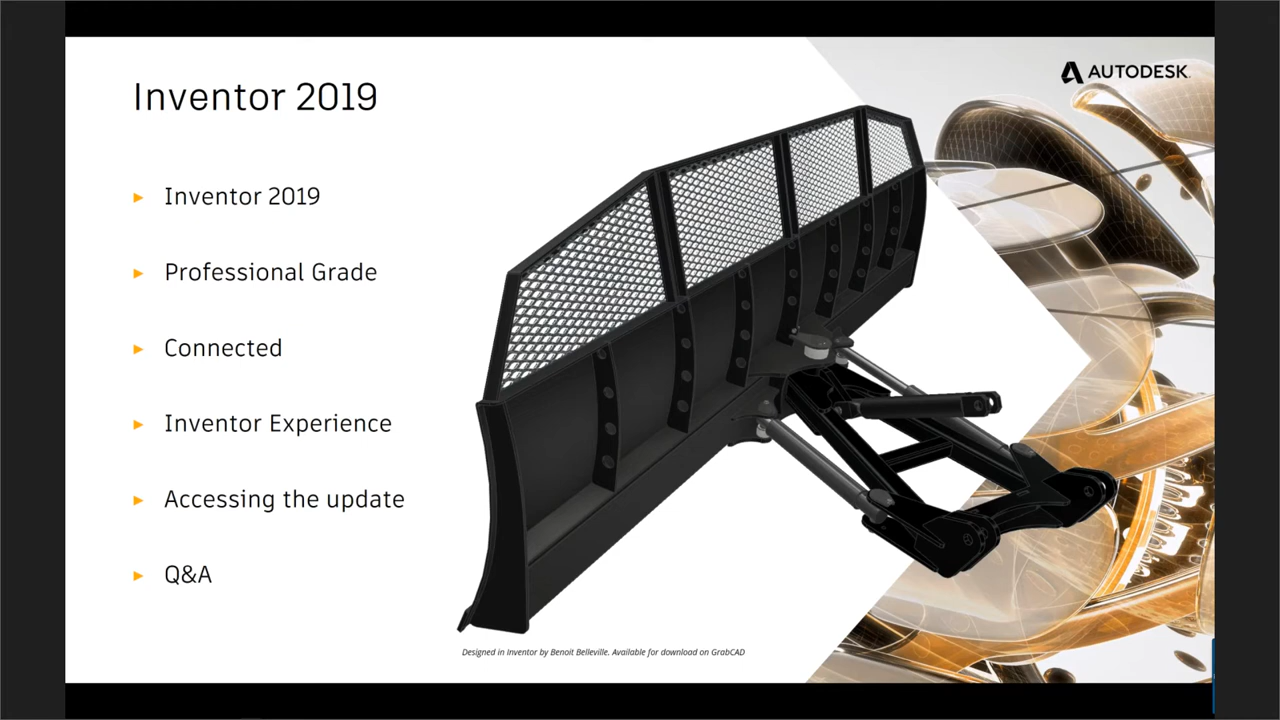 AUTODESK
Inventor 2019
Inventor 2019
Professional Grade
Connected
Inventor Experience
Accessing the update
Q&A
Designed in Inventor by Benoit Belleville. Available for download on GrabCAD